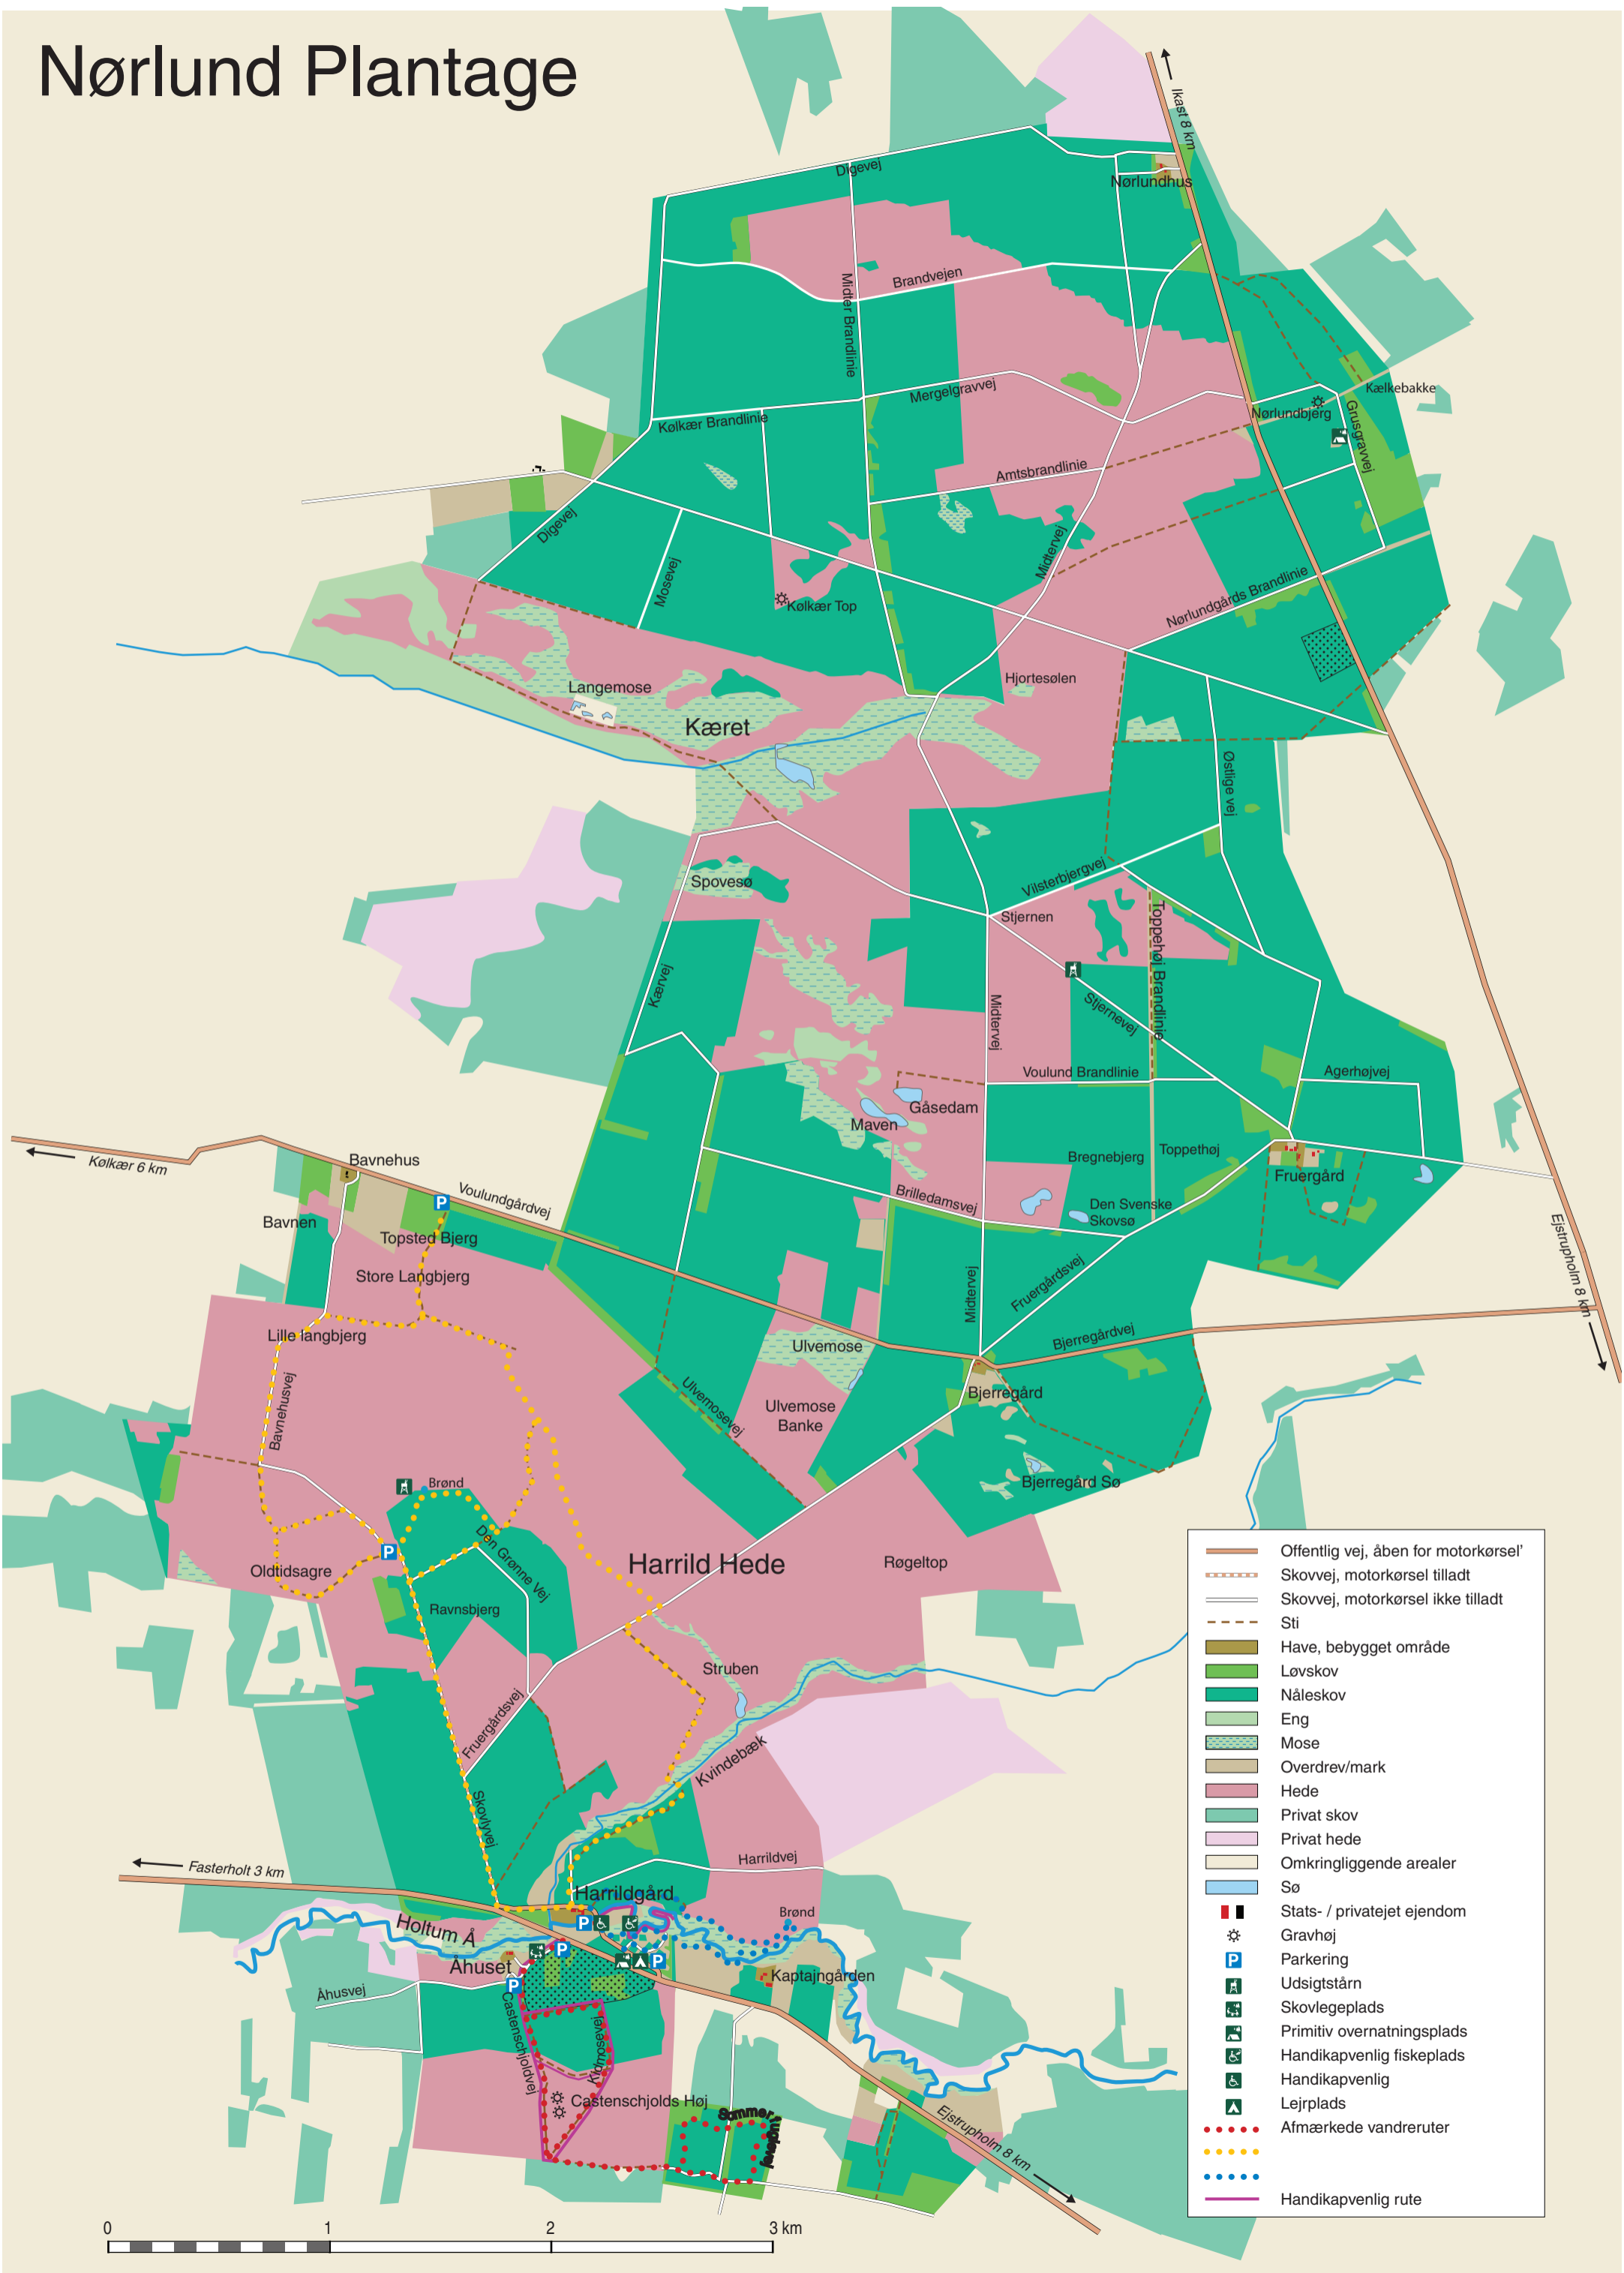 Nørlund Plantage
Ikast 8 km
Digevej
Nørlundhus
Brandvejen
Midter Brandlinie
Mergelgravvej
Kælkebakke
Kølkær Brandlinie
Nørlundbjerg
Grusgravvej
Amtsbrandlinie
Digevej
Midtervej
Mosevej
Kølkær Top
Nørlundgårds Brandlinie
Hjortesølen
Langemose
Kæret
Østlige vej
Vilsterbjergvej
Spovesø
Stjernen
Toppehøj Brandlinie
Kærvej
Midtervej
Stjernevej
Voulund Brandlinie
Agerhøjvej
Gåsedam
Maven
Toppethøj
Bregnebjerg
Kølkær 6 km
Bavnehus
Fruergård
Voulundgårdvej
Brilledamsvej
Den Svenske
Skovsø
Bavnen
Topsted Bjerg
Ejstrupholm 8 km
Store Langbjerg
Midtervej
Fruergårdsvej
Lille langbjerg
Bjerregårdvej
Ulvemose
Bjerregård
Bavnehusvej
Ulvemosevej
Ulvemose
Banke
Brønd
Bjerregård Sø
Den Grønne Vej
Harrild Hede
Røgeltop
Oldtidsagre
Ravnsbjerg
Struben
Fruergårdsvej
Kvindebæk
Skovlyvej
Harrildvej
Fasterholt 3 km
Harrildgård
Brønd
Holtum Å
Åhuset
Kaptajngården
Åhusvej
Castenschjoldvej
Kidmosevej
Castenschjolds Høj
Sommer
Ejstrupholm 8 km
Offentlig vej, åben for motorkørsel'
Skovvej, motorkørsel tilladt
Skovvej, motorkørsel ikke tilladt
Sti
Have, bebygget område
Løvskov
Nåleskov
Eng
Mose
Overdrev/mark
Hede
Privat skov
Privat hede
Omkringliggende arealer
Sø
Stats- / privatejet ejendom
Gravhøj
P Parkering
Udsigtstårn
Skovlegeplads
Primitiv overnatningsplads
Handikapvenlig fiskeplads
Handikapvenlig
Lejrplads
Afmærkede vandreruter
Handikapvenlig rute
0 1 2 3 km